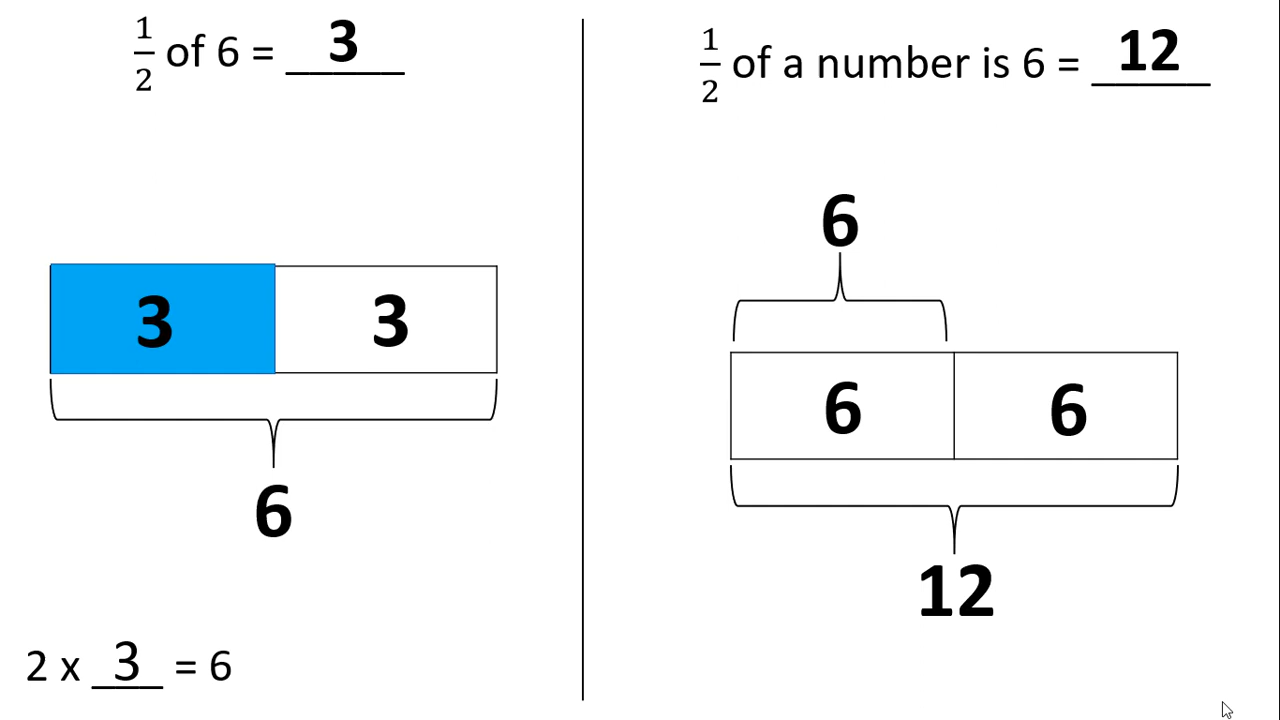 1/2 of 6 = 3
3 3
6
2 x 3 = 6
1/2 of a number is 6 = 12
6
6 6
12